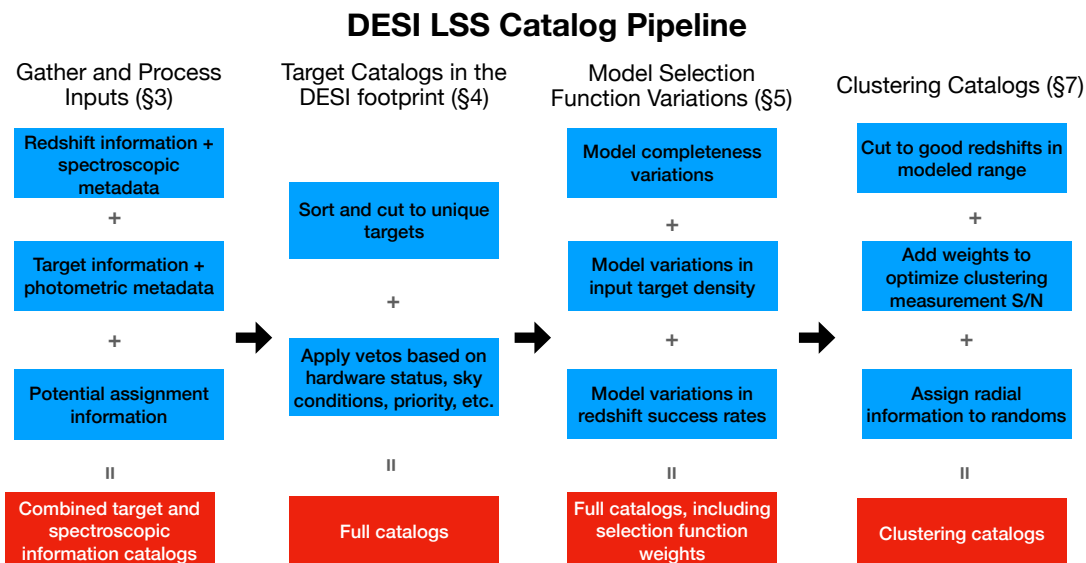 DESI LSS Catalog Pipeline
Gather and Process
Inputs (§3)
Redshift information +
spectroscopic
metadata
+
Target information +
photometric metadata
+
Potential assignment
information
=
Combined target and
spectroscopic
information catalogs
Target Catalogs in the
DESI footprint (§4)
Sort and cut to unique
targets
+
Apply vetos based on
hardware status, sky
conditions, priority, etc.
=
Full catalogs
Model Selection
Function Variations (§5)
Model completeness
variations
+
Model variations in
input target density
+
Model variations in
redshift success rates
=
Full catalogs, including
selection function
weights
Clustering Catalogs (§7)
Cut to good redshifts in
modeled range
+
Add weights to
optimize clustering
measurement S/N
+
Assign radial
information to randoms
=
Clustering catalogs